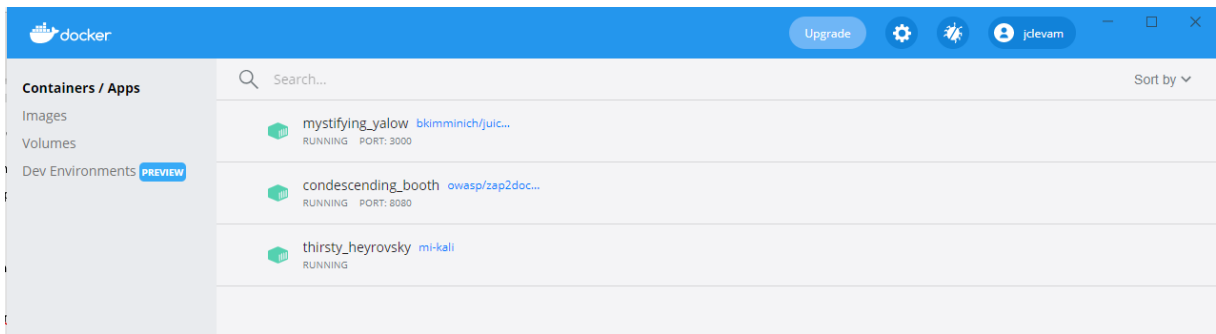 docker
Upgrade
jclevam
Containers / Apps
Images
Volumes
Dev Environments PREVIEW
Search...
Sort by
mystifying_yalow bkimminich/juic...
RUNNING PORT: 3000
condescending_booth owasp/zap2doc...
RUNNING PORT: 8080
thirsty_heyrovsky mi-kali
RUNNING